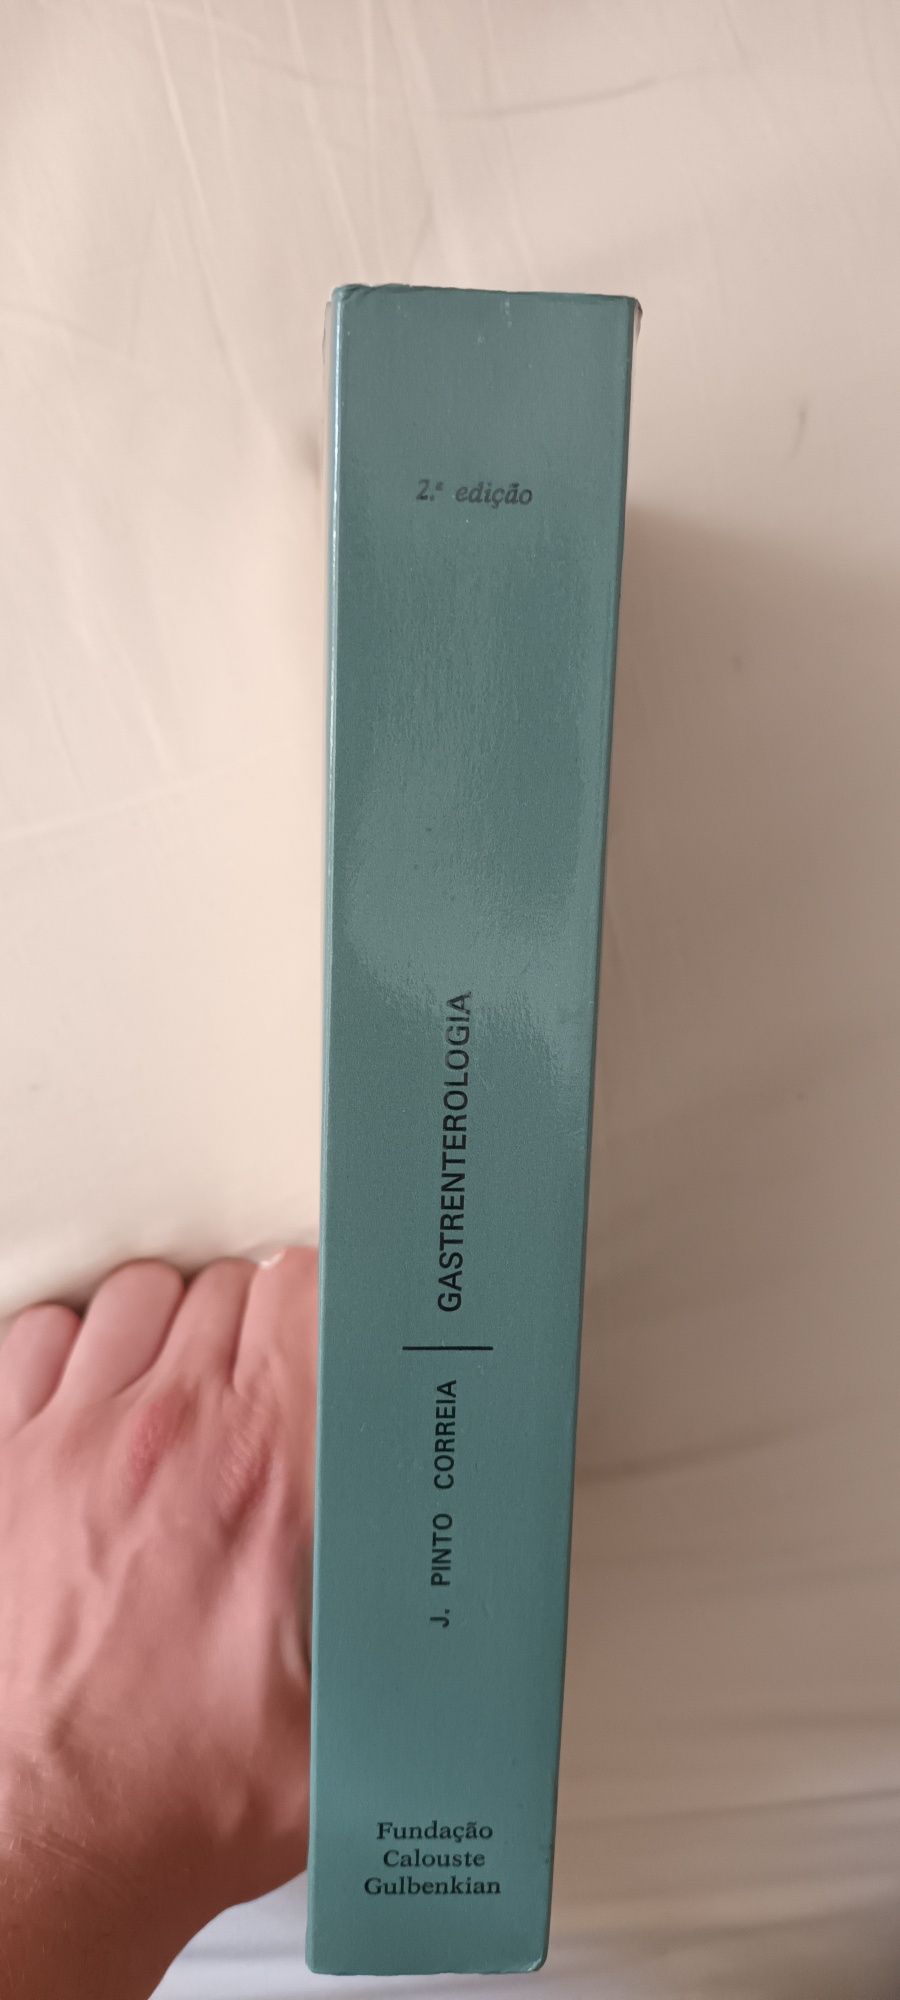 2.ª edição
GASTRENTEROLOGIA
J. PINTO CORREIA
Fundação
Calouste
Gulbenkian